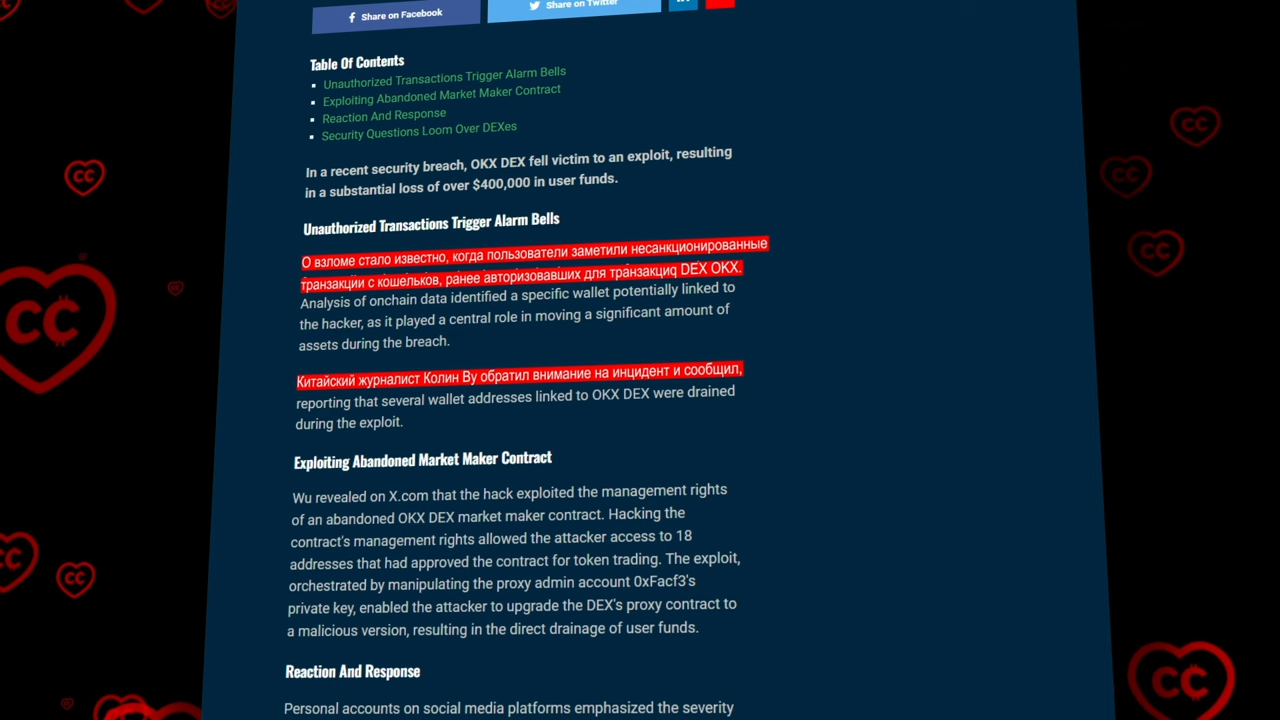 Share on Facebook
Share on Twitter
Table Of Contents
Unauthorized Transactions Trigger Alarm Bells
Exploiting Abandoned Market Maker Contract
Reaction And Response
Security Questions Loom Over DEXes
In a recent security breach, OKX DEX fell victim to an exploit, resulting
in a substantial loss of over $400,000 in user funds.
Unauthorized Transactions Trigger Alarm Bells
О взломе стало известно, когда пользователи заметили несанкционированные
транзакции с кошельков, ранее авторизовавших для транзакциq DEX OKX.
Analysis of onchain data identified a specific wallet potentially linked to
the hacker, as it played a central role in moving a significant amount of
assets during the breach.
Китайский журналист Колин Ву обратил внимание на инцидент и сообщил,
reporting that several wallet addresses linked to OKX DEX were drained
during the exploit.
Exploiting Abandoned Market Maker Contract
Wu revealed on X.com that the hack exploited the management rights
of an abandoned OKX DEX market maker contract. Hacking the
contract's management rights allowed the attacker access to 18
addresses that had approved the contract for token trading. The exploit,
orchestrated by manipulating the proxy admin account 0xFacf3's
private key, enabled the attacker to upgrade the DEX's proxy contract to
a malicious version, resulting in the direct drainage of user funds.
Reaction And Response
Personal accounts on social media platforms emphasized the severity